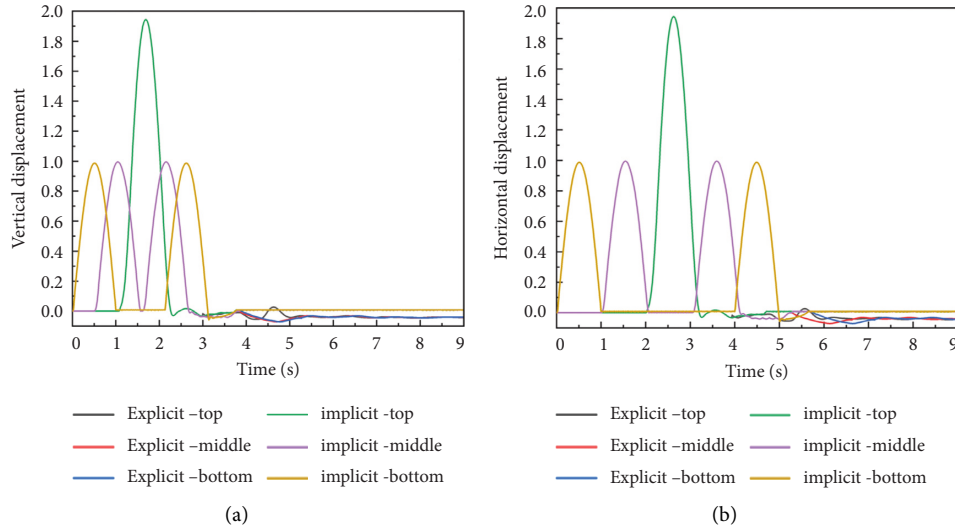 Vertical displacement
2.0
1.8
1.6
1.4
1.2
1.0
0.8
0.6
0.4
0.2
0.0
0 1 2 3 4 5 6 7 8 9
Time (s)
Explicit –top
implicit -top
Explicit –middle
implicit -middle
Explicit –bottom
implicit -bottom
(a)
Horizontal displacement
2.0
1.8
1.6
1.4
1.2
1.0
0.8
0.6
0.4
0.2
0.0
0 1 2 3 4 5 6 7 8 9
Time (s)
Explicit –top
implicit -top
Explicit –middle
implicit -middle
Explicit –bottom
implicit -bottom
(b)